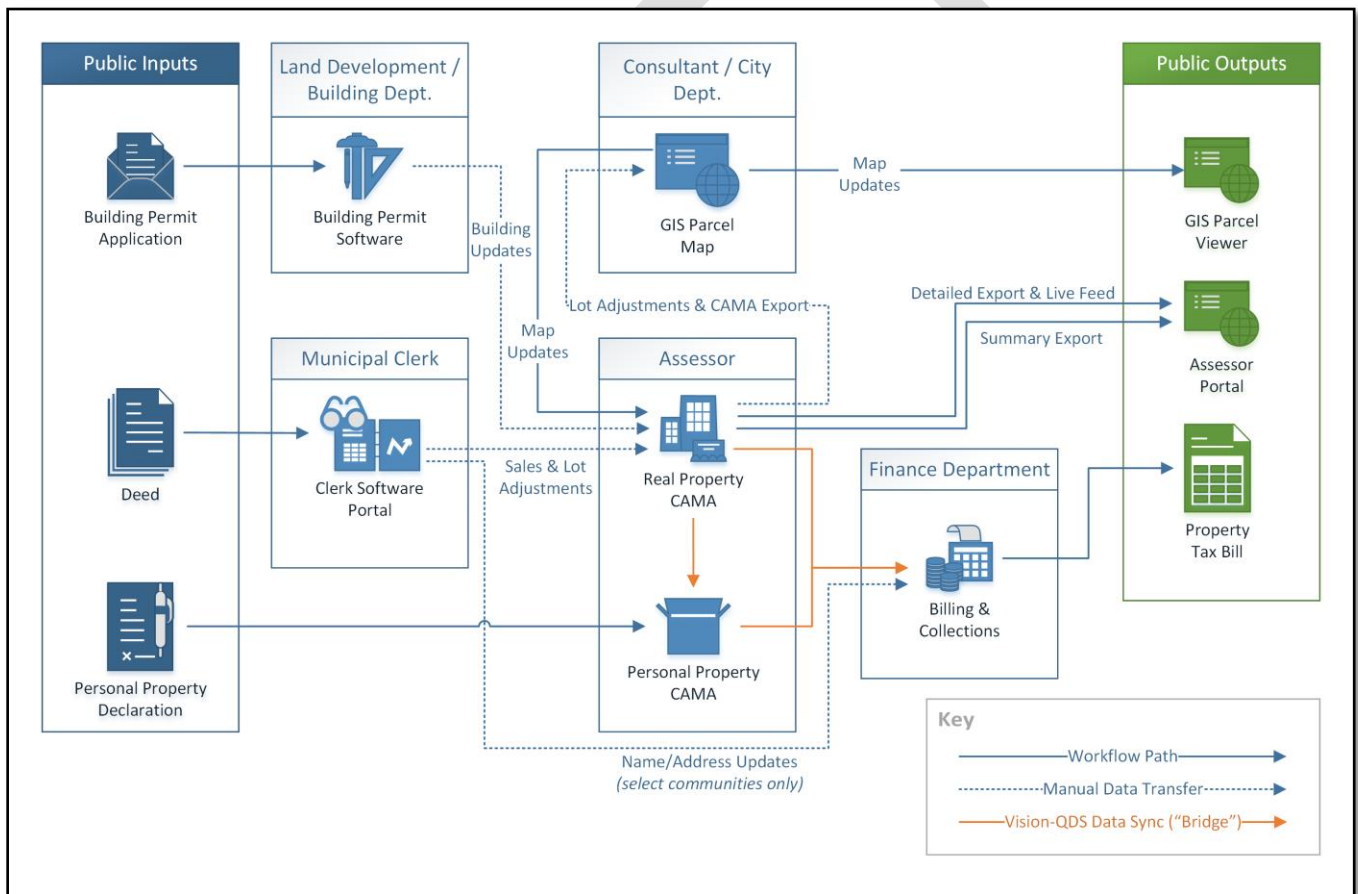 Public Inputs
Building Permit
Application
Deed
Personal Property
Declaration
Land Development /
Building Dept.
Building Permit
Software
Municipal Clerk
Clerk Software
Portal
Building
Updates
Map
Updates
Sales & Lot
Adjustments
Consultant / City
Dept.
GIS Parcel
Map
Lot Adjustments & CAMA Export
Assessor
Real Property
CAMA
Personal Property
CAMA
Name/Address Updates
(select communities only)
Map
Updates
Detailed Export & Live Feed
Summary Export
Finance Department
Billing &
Collections
Public Outputs
GIS Parcel
Viewer
Assessor
Portal
Property
Tax Bill
Key
Workflow Path
Manual Data Transfer
Vision-QDS Data Sync (“Bridge”)